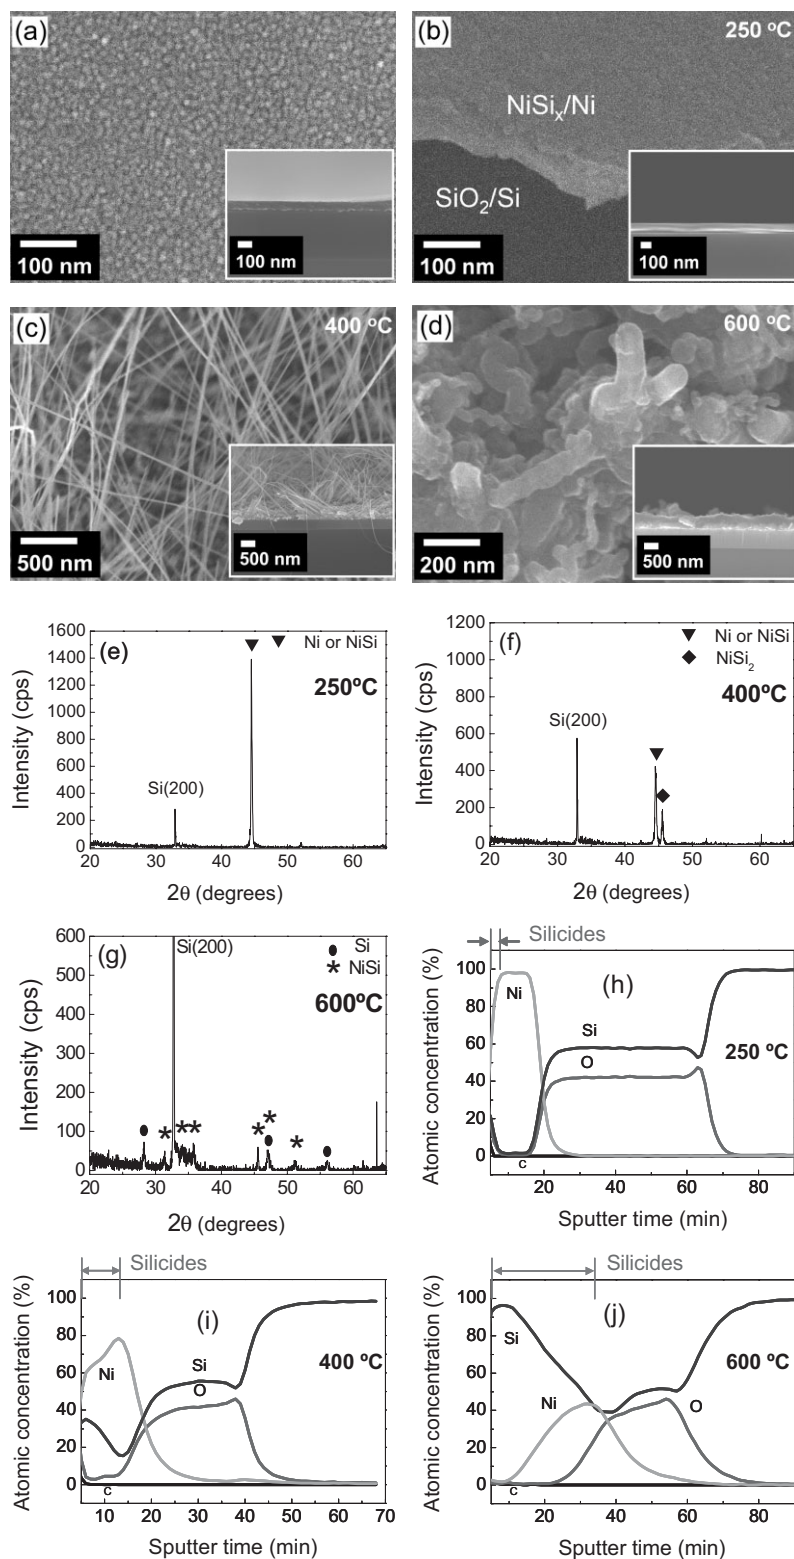 (a)
100 nm
100 nm
(b)
250 ºC
NiSiₓ/Ni
SiO₂/Si
100 nm
100 nm
(c)
400 ºC
500 nm
500 nm
(d)
600 ºC
200 nm
500 nm
(e)
▼ ▼ Ni or NiSi
250ºC
Si(200)
Intensity (cps)
1600
1400
1200
1000
800
600
400
200
0
20 30 40 50 60
2θ (degrees)
(f)
▼ Ni or NiSi
◆ NiSi₂
400ºC
Si(200)
Intensity (cps)
1200
1000
800
600
400
200
0
20 30 40 50 60
2θ (degrees)
(g)
Si(200)
● Si
* NiSi
600ºC
Intensity (cps)
600
500
400
300
200
100
0
20 30 40 50 60
2θ (degrees)
Silicides
(h)
Ni
Si
O
C
250 ºC
Atomic concentration (%)
100
80
60
40
20
0
20 40 60 80
Sputter time (min)
Silicides
(i)
Ni
Si
O
C
400 ºC
Atomic concentration (%)
100
80
60
40
20
0
10 20 30 40 50 60 70
Sputter time (min)
Silicides
(j)
Si
Ni
O
C
600 ºC
Atomic concentration (%)
100
80
60
40
20
0
20 40 60 80
Sputter time (min)